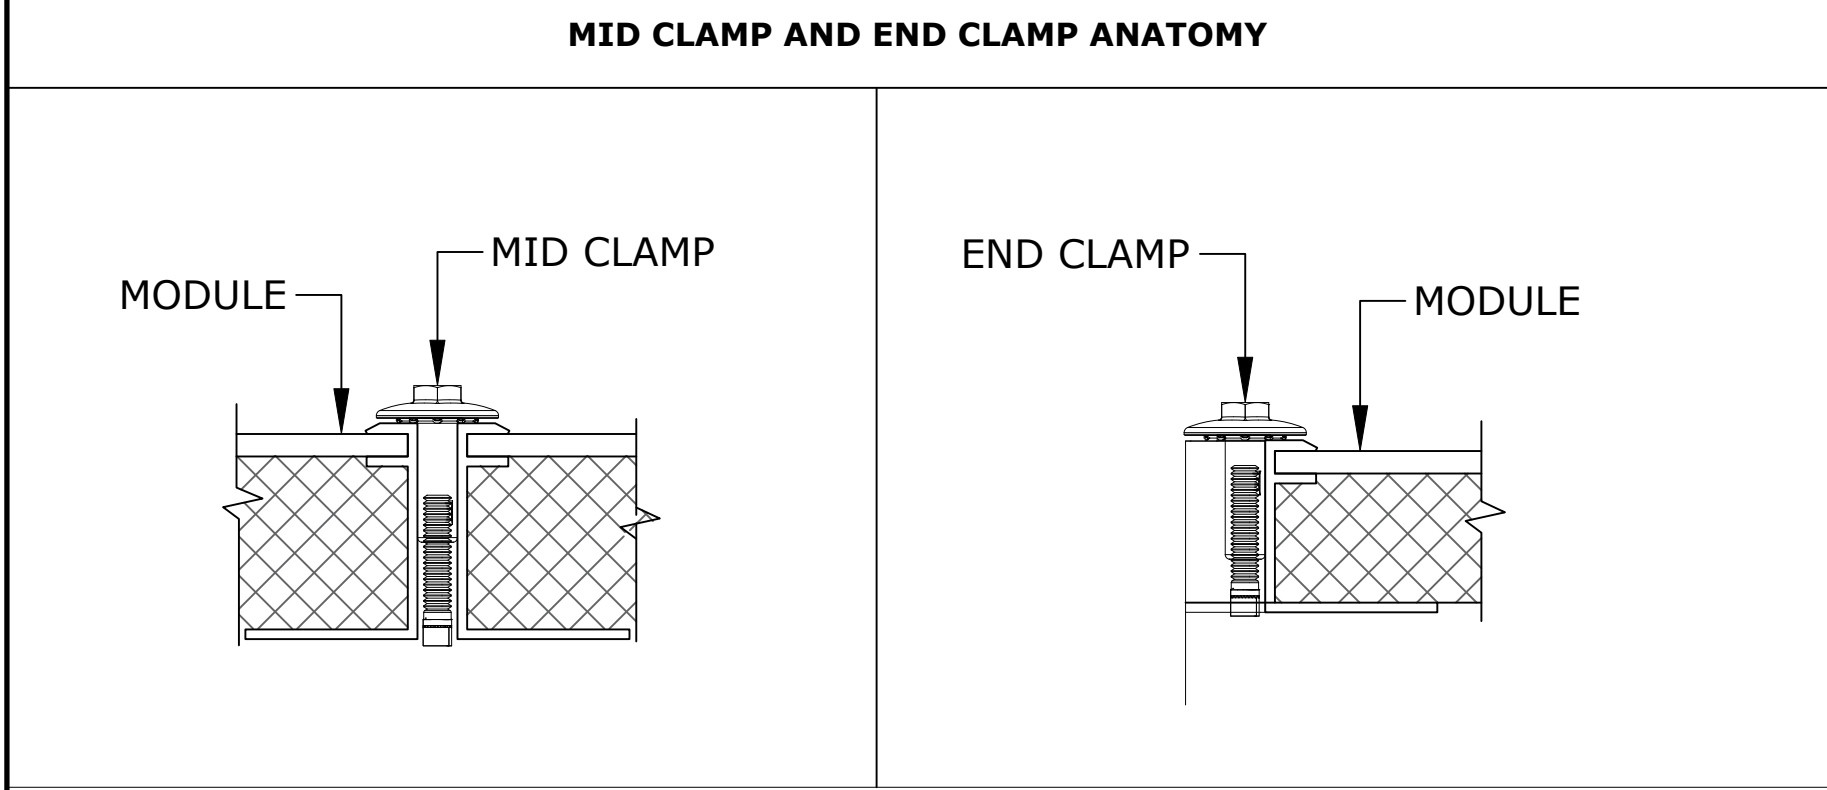 MID CLAMP AND END CLAMP ANATOMY
MID CLAMP
MODULE
END CLAMP
MODULE